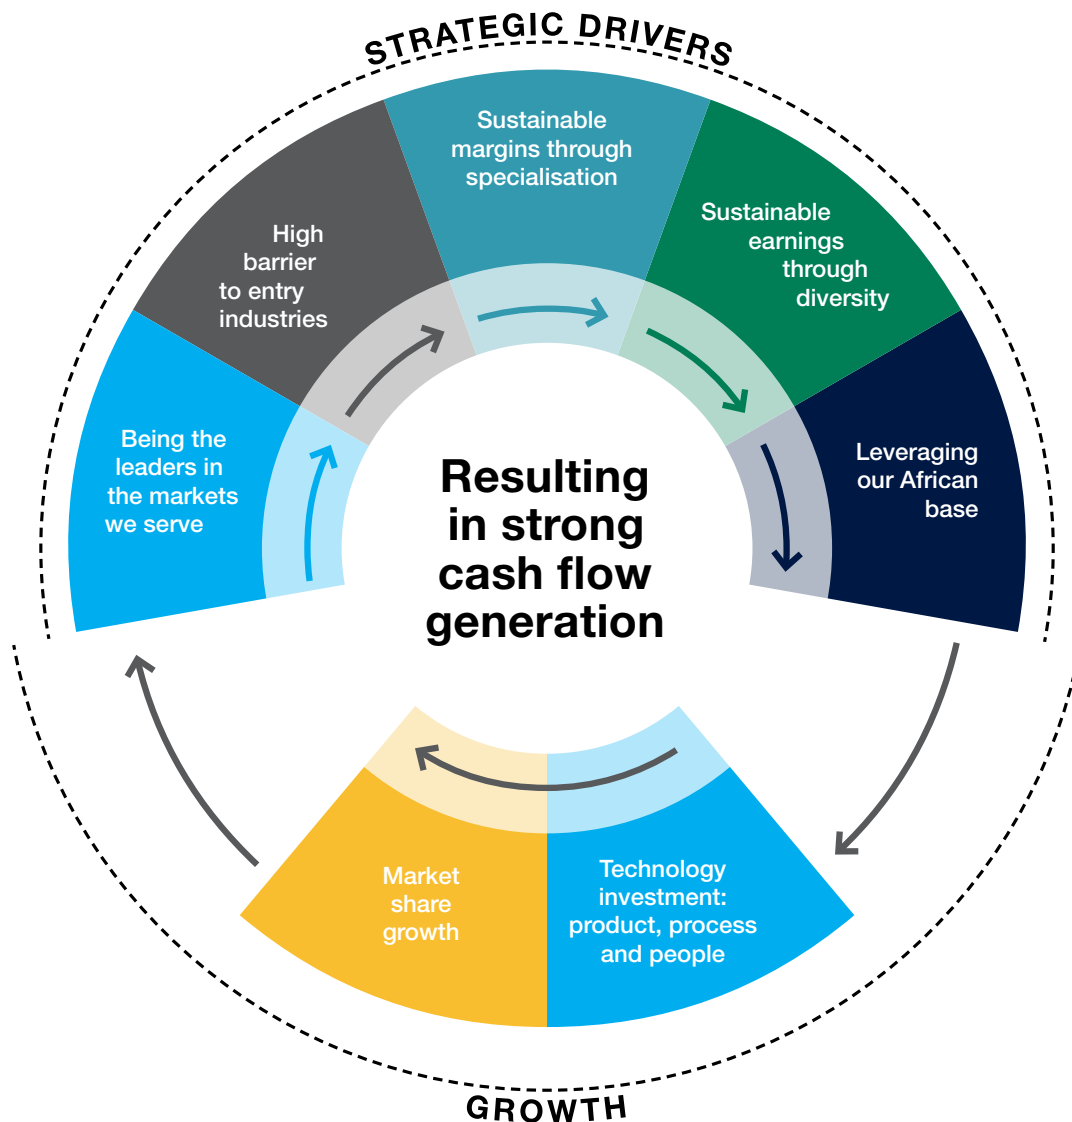 STRATEGIC DRIVERS
Being the
leaders in
the markets
we serve
High
barrier
to entry
industries
Sustainable
margins through
specialisation
Sustainable
earnings
through
diversity
Leveraging
our African
base
Resulting
in strong
cash flow
generation
Technology
investment:
product, process
and people
Market
share
growth
GROWTH